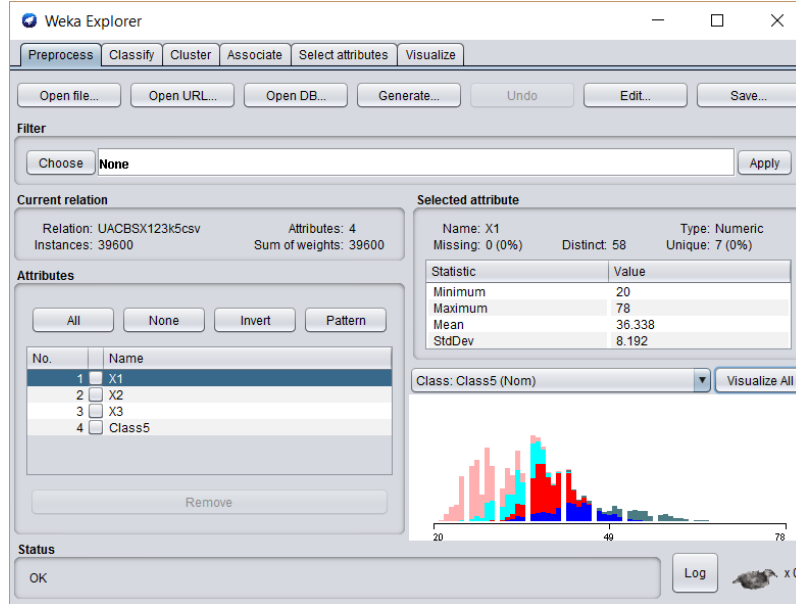 Weka Explorer
Preprocess Classify Cluster Associate Select attributes Visualize
Open file... Open URL... Open DB... Generate... Undo Edit... Save...
Filter
Choose None Apply
Current relation
Relation: UACBSX123k5csv Attributes: 4
Instances: 39600 Sum of weights: 39600
Attributes
All None Invert Pattern
No. Name
1 X1
2 X2
3 X3
4 Class5
Remove
Selected attribute
Name: X1 Type: Numeric
Missing: 0 (0%) Distinct: 58 Unique: 7 (0%)
Statistic Value
Minimum 20
Maximum 78
Mean 36.338
StdDev 8.192
Class: Class5 (Nom) Visualize All
20 49 78
Status
OK Log x 0